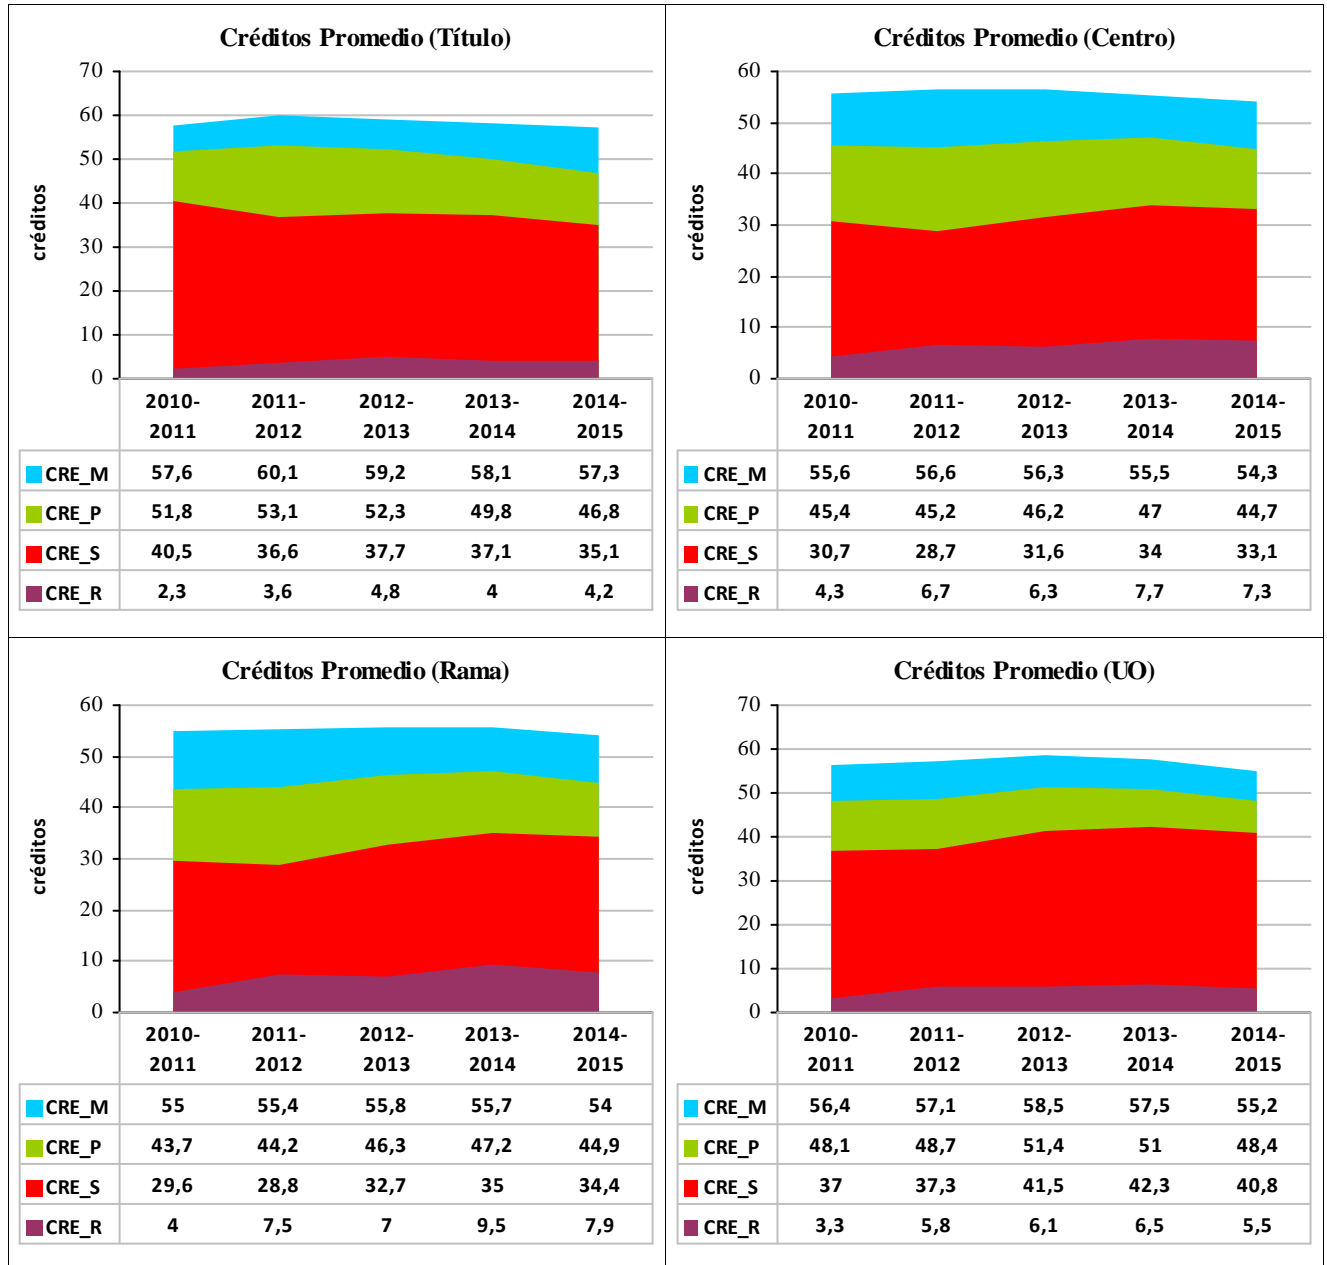 Créditos Promedio (Título)
70
60
50
40
30
20
10
0
créditos
2010-2011 2011-2012 2012-2013 2013-2014 2014-2015
CRE_M 57,6 60,1 59,2 58,1 57,3
CRE_P 51,8 53,1 52,3 49,8 46,8
CRE_S 40,5 36,6 37,7 37,1 35,1
CRE_R 2,3 3,6 4,8 4 4,2
Créditos Promedio (Centro)
60
50
40
30
20
10
0
créditos
2010-2011 2011-2012 2012-2013 2013-2014 2014-2015
CRE_M 55,6 56,6 56,3 55,5 54,3
CRE_P 45,4 45,2 46,2 47 44,7
CRE_S 30,7 28,7 31,6 34 33,1
CRE_R 4,3 6,7 6,3 7,7 7,3
Créditos Promedio (Rama)
60
50
40
30
20
10
0
créditos
2010-2011 2011-2012 2012-2013 2013-2014 2014-2015
CRE_M 55 55,4 55,8 55,7 54
CRE_P 43,7 44,2 46,3 47,2 44,9
CRE_S 29,6 28,8 32,7 35 34,4
CRE_R 4 7,5 7 9,5 7,9
Créditos Promedio (UO)
70
60
50
40
30
20
10
0
créditos
2010-2011 2011-2012 2012-2013 2013-2014 2014-2015
CRE_M 56,4 57,1 58,5 57,5 55,2
CRE_P 48,1 48,7 51,4 51 48,4
CRE_S 37 37,3 41,5 42,3 40,8
CRE_R 3,3 5,8 6,1 6,5 5,5